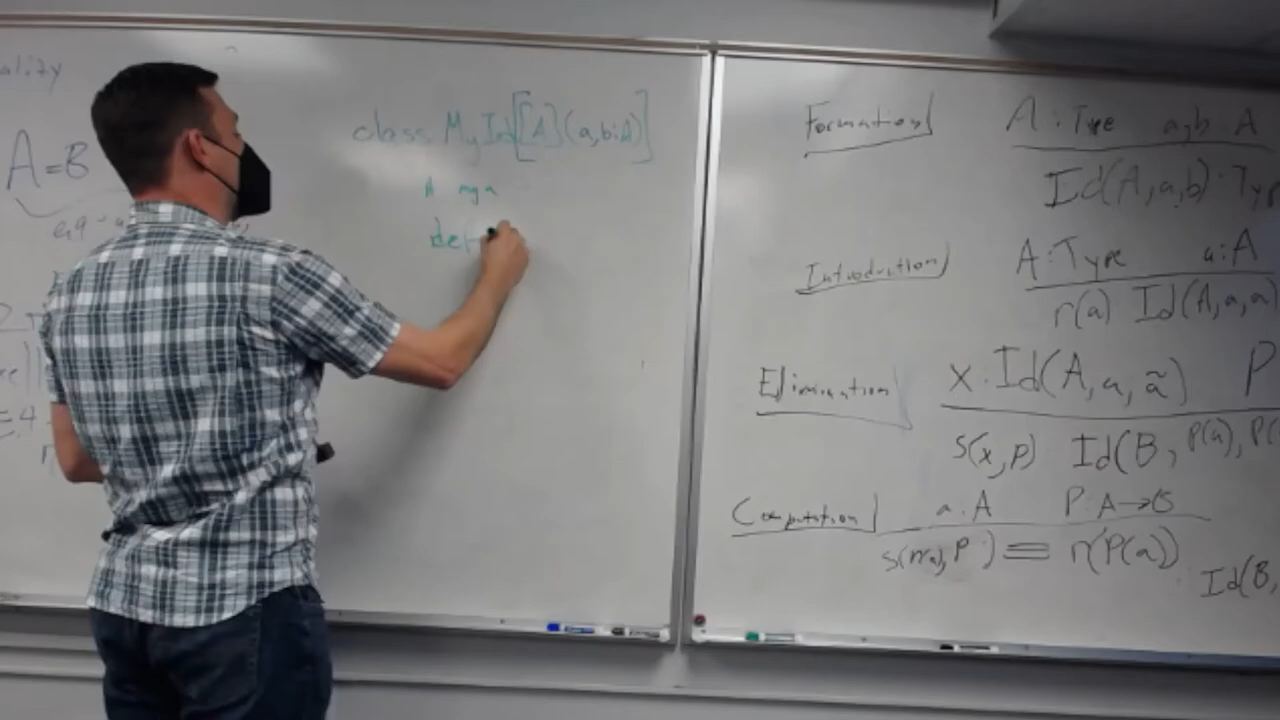 ality
A = B
class MyId[[A](a,b:A)]
def
Formation
A : Type a,b : A
Id(A,a,b) : Typ
Introduction
A : Type a : A
r(a) Id(A,a,a)
Elimination
x : Id(A,a,ã) P
s(x,p) Id(B, P(a), P(
Computation
a : A P : A→B
s(r(a), P) ≡ r(P(a))
Id(B,